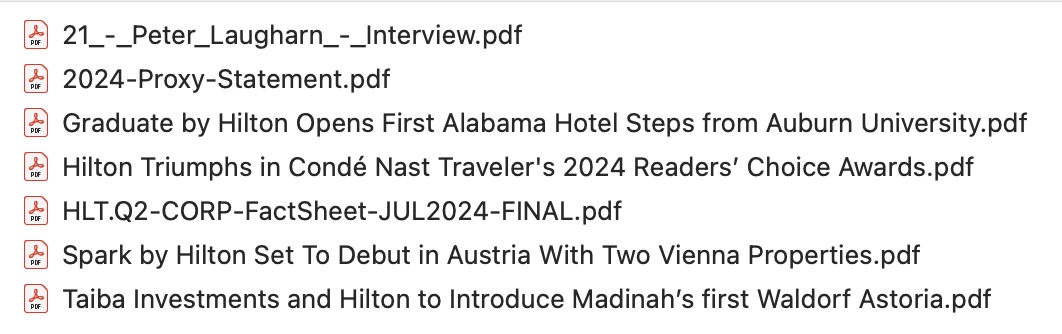 PDF 21_-_Peter_Laugharn_-_Interview.pdf
PDF 2024-Proxy-Statement.pdf
PDF Graduate by Hilton Opens First Alabama Hotel Steps from Auburn University.pdf
PDF Hilton Triumphs in Condé Nast Traveler's 2024 Readers’ Choice Awards.pdf
PDF HLT.Q2-CORP-FactSheet-JUL2024-FINAL.pdf
PDF Spark by Hilton Set To Debut in Austria With Two Vienna Properties.pdf
PDF Taiba Investments and Hilton to Introduce Madinah’s first Waldorf Astoria.pdf